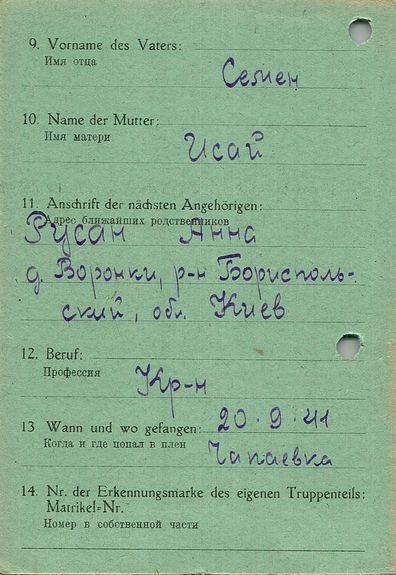 9. Vorname des Vaters:
Имя отца
Семен
10. Name der Mutter:
Имя матери
Исай
11. Anschrift der nächsten Angehörigen:
Адрес ближайших родственников
Русан Анна
д. Воронки, р-н Борисполь-
ский, обл. Киев
12. Beruf:
Профессия
Кр-н
13 Wann und wo gefangen: 20.9.41
Когда и где попал в плен
Чапаевка
14. Nr. der Erkennungsmarke des eigenen Truppenteils:
Matrikel-Nr.
Номер в собственной части